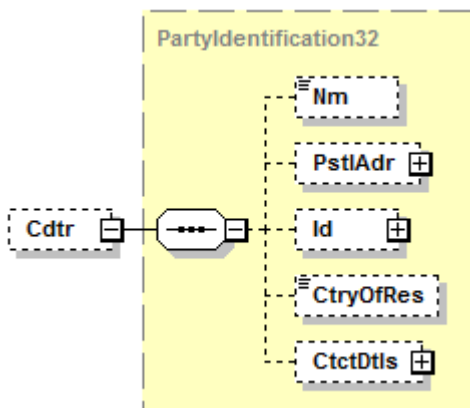 PartyIdentification32
Nm
PstlAdr
Cdtr
Id
CtryOfRes
CtctDtls